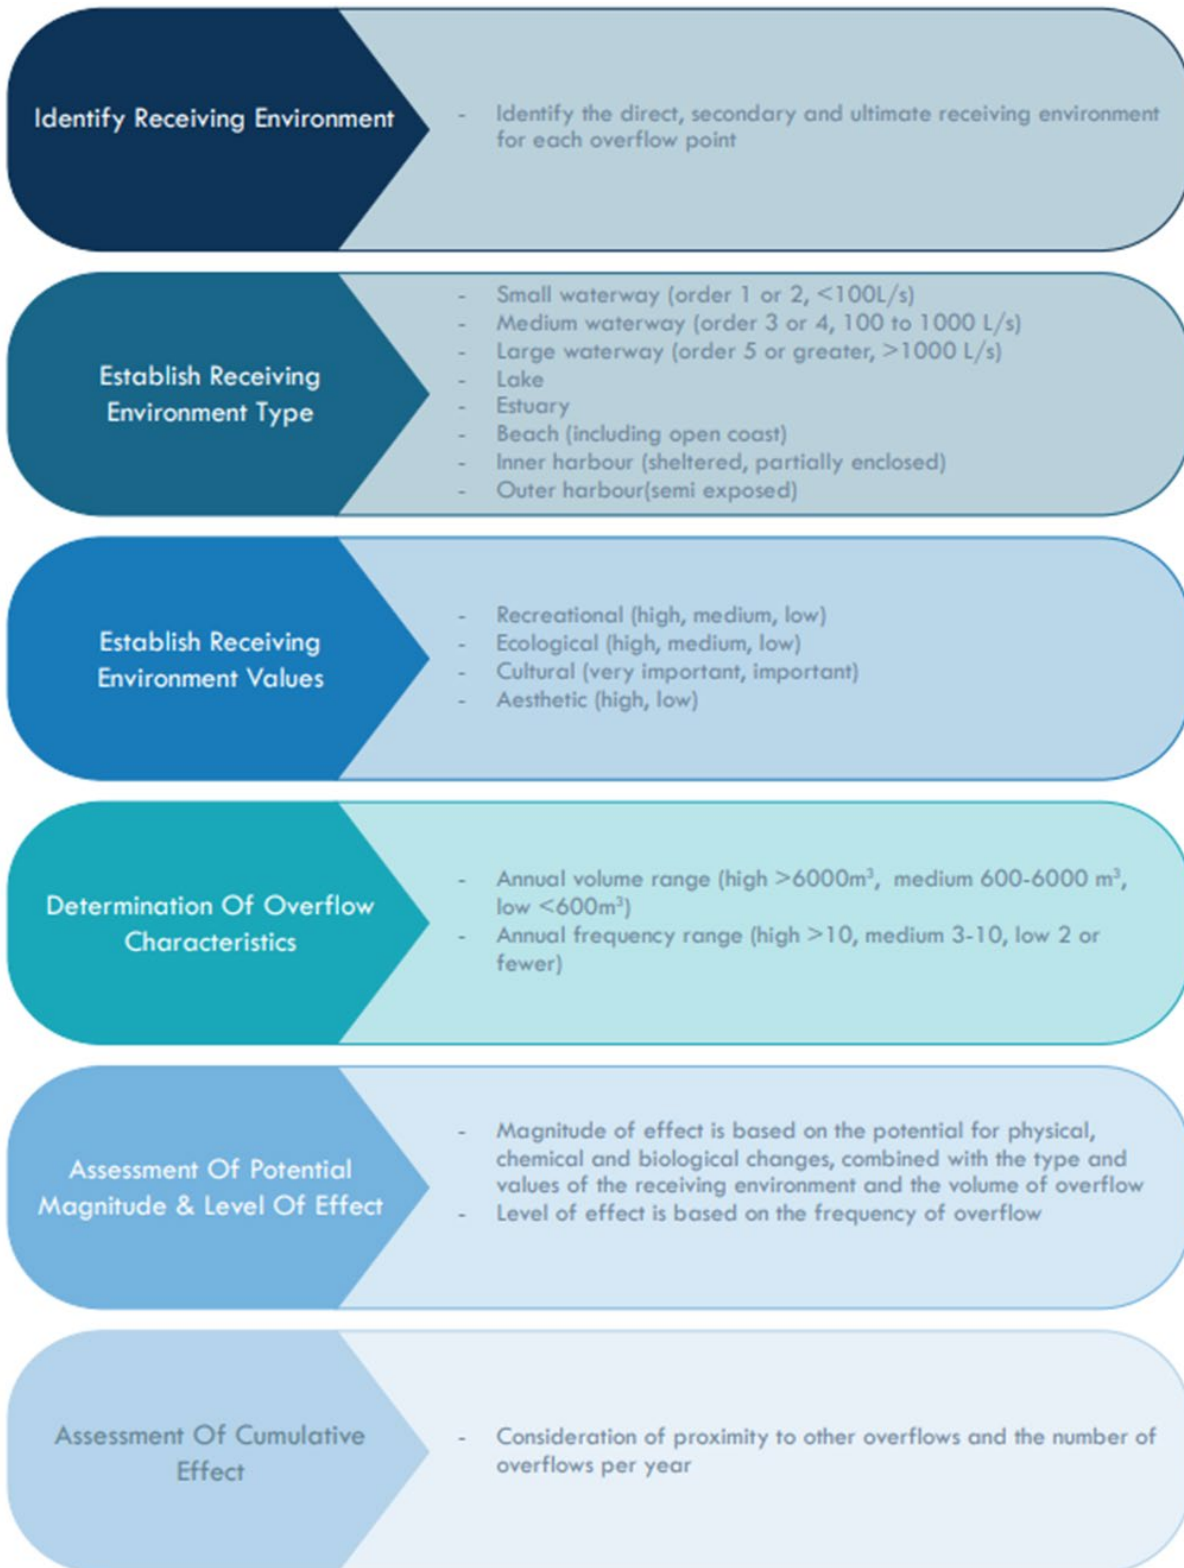 Identify Receiving Environment
- Identify the direct, secondary and ultimate receiving environment
for each overflow point
Establish Receiving
Environment Type
- Small waterway (order 1 or 2, <100L/s)
- Medium waterway (order 3 or 4, 100 to 1000 L/s)
- Large waterway (order 5 or greater, >1000 L/s)
- Lake
- Estuary
- Beach (including open coast)
- Inner harbour (sheltered, partially enclosed)
- Outer harbour(semi exposed)
Establish Receiving
Environment Values
- Recreational (high, medium, low)
- Ecological (high, medium, low)
- Cultural (very important, important)
- Aesthetic (high, low)
Determination Of Overflow
Characteristics
- Annual volume range (high >6000m³, medium 600-6000 m³,
low <600m³)
- Annual frequency range (high >10, medium 3-10, low 2 or
fewer)
Assessment Of Potential
Magnitude & Level Of Effect
- Magnitude of effect is based on the potential for physical,
chemical and biological changes, combined with the type and
values of the receiving environment and the volume of overflow
- Level of effect is based on the frequency of overflow
Assessment Of Cumulative
Effect
- Consideration of proximity to other overflows and the number of
overflows per year